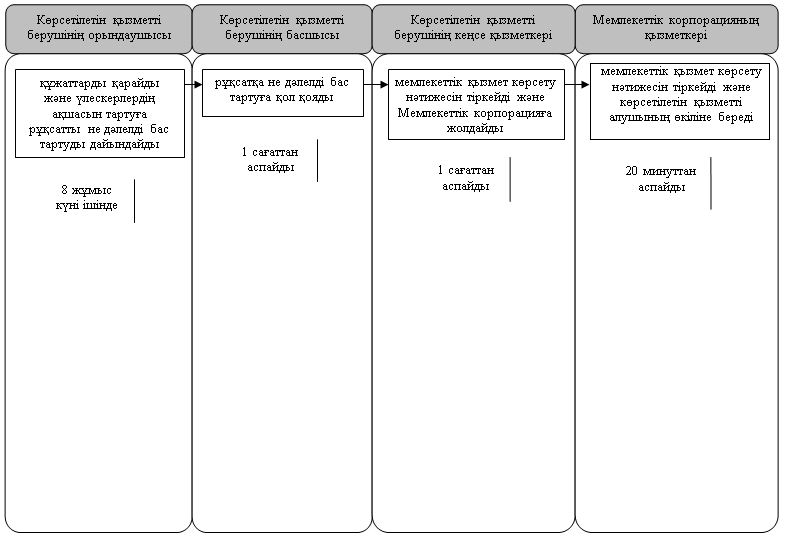 Көрсетілетін қызметті
берушінің орындаушысы
Көрсетілетін қызметті
берушінің басшысы
Көрсетілетін қызметті
берушінің кеңсе қызметкері
Мемлекеттік корпорацияның
қызметкері
құжаттарды қарайды
және үлескерлердің
ақшасын тартуға
рұқсатты не дәлелді бас
тартуды дайындайды
8 жұмыс
күні ішінде
рұқсатқа не дәлелді бас
тартуға қол қояды
1 сағаттан
аспайды
мемлекеттік қызмет көрсету
нәтижесін тіркейді және
Мемлекеттік корпорацияға
жолдайды
1 сағаттан
аспайды
мемлекеттік қызмет көрсету
нәтижесін тіркейді және
көрсетілетін қызметті
алушының өкіліне береді
20 минуттан
аспайды